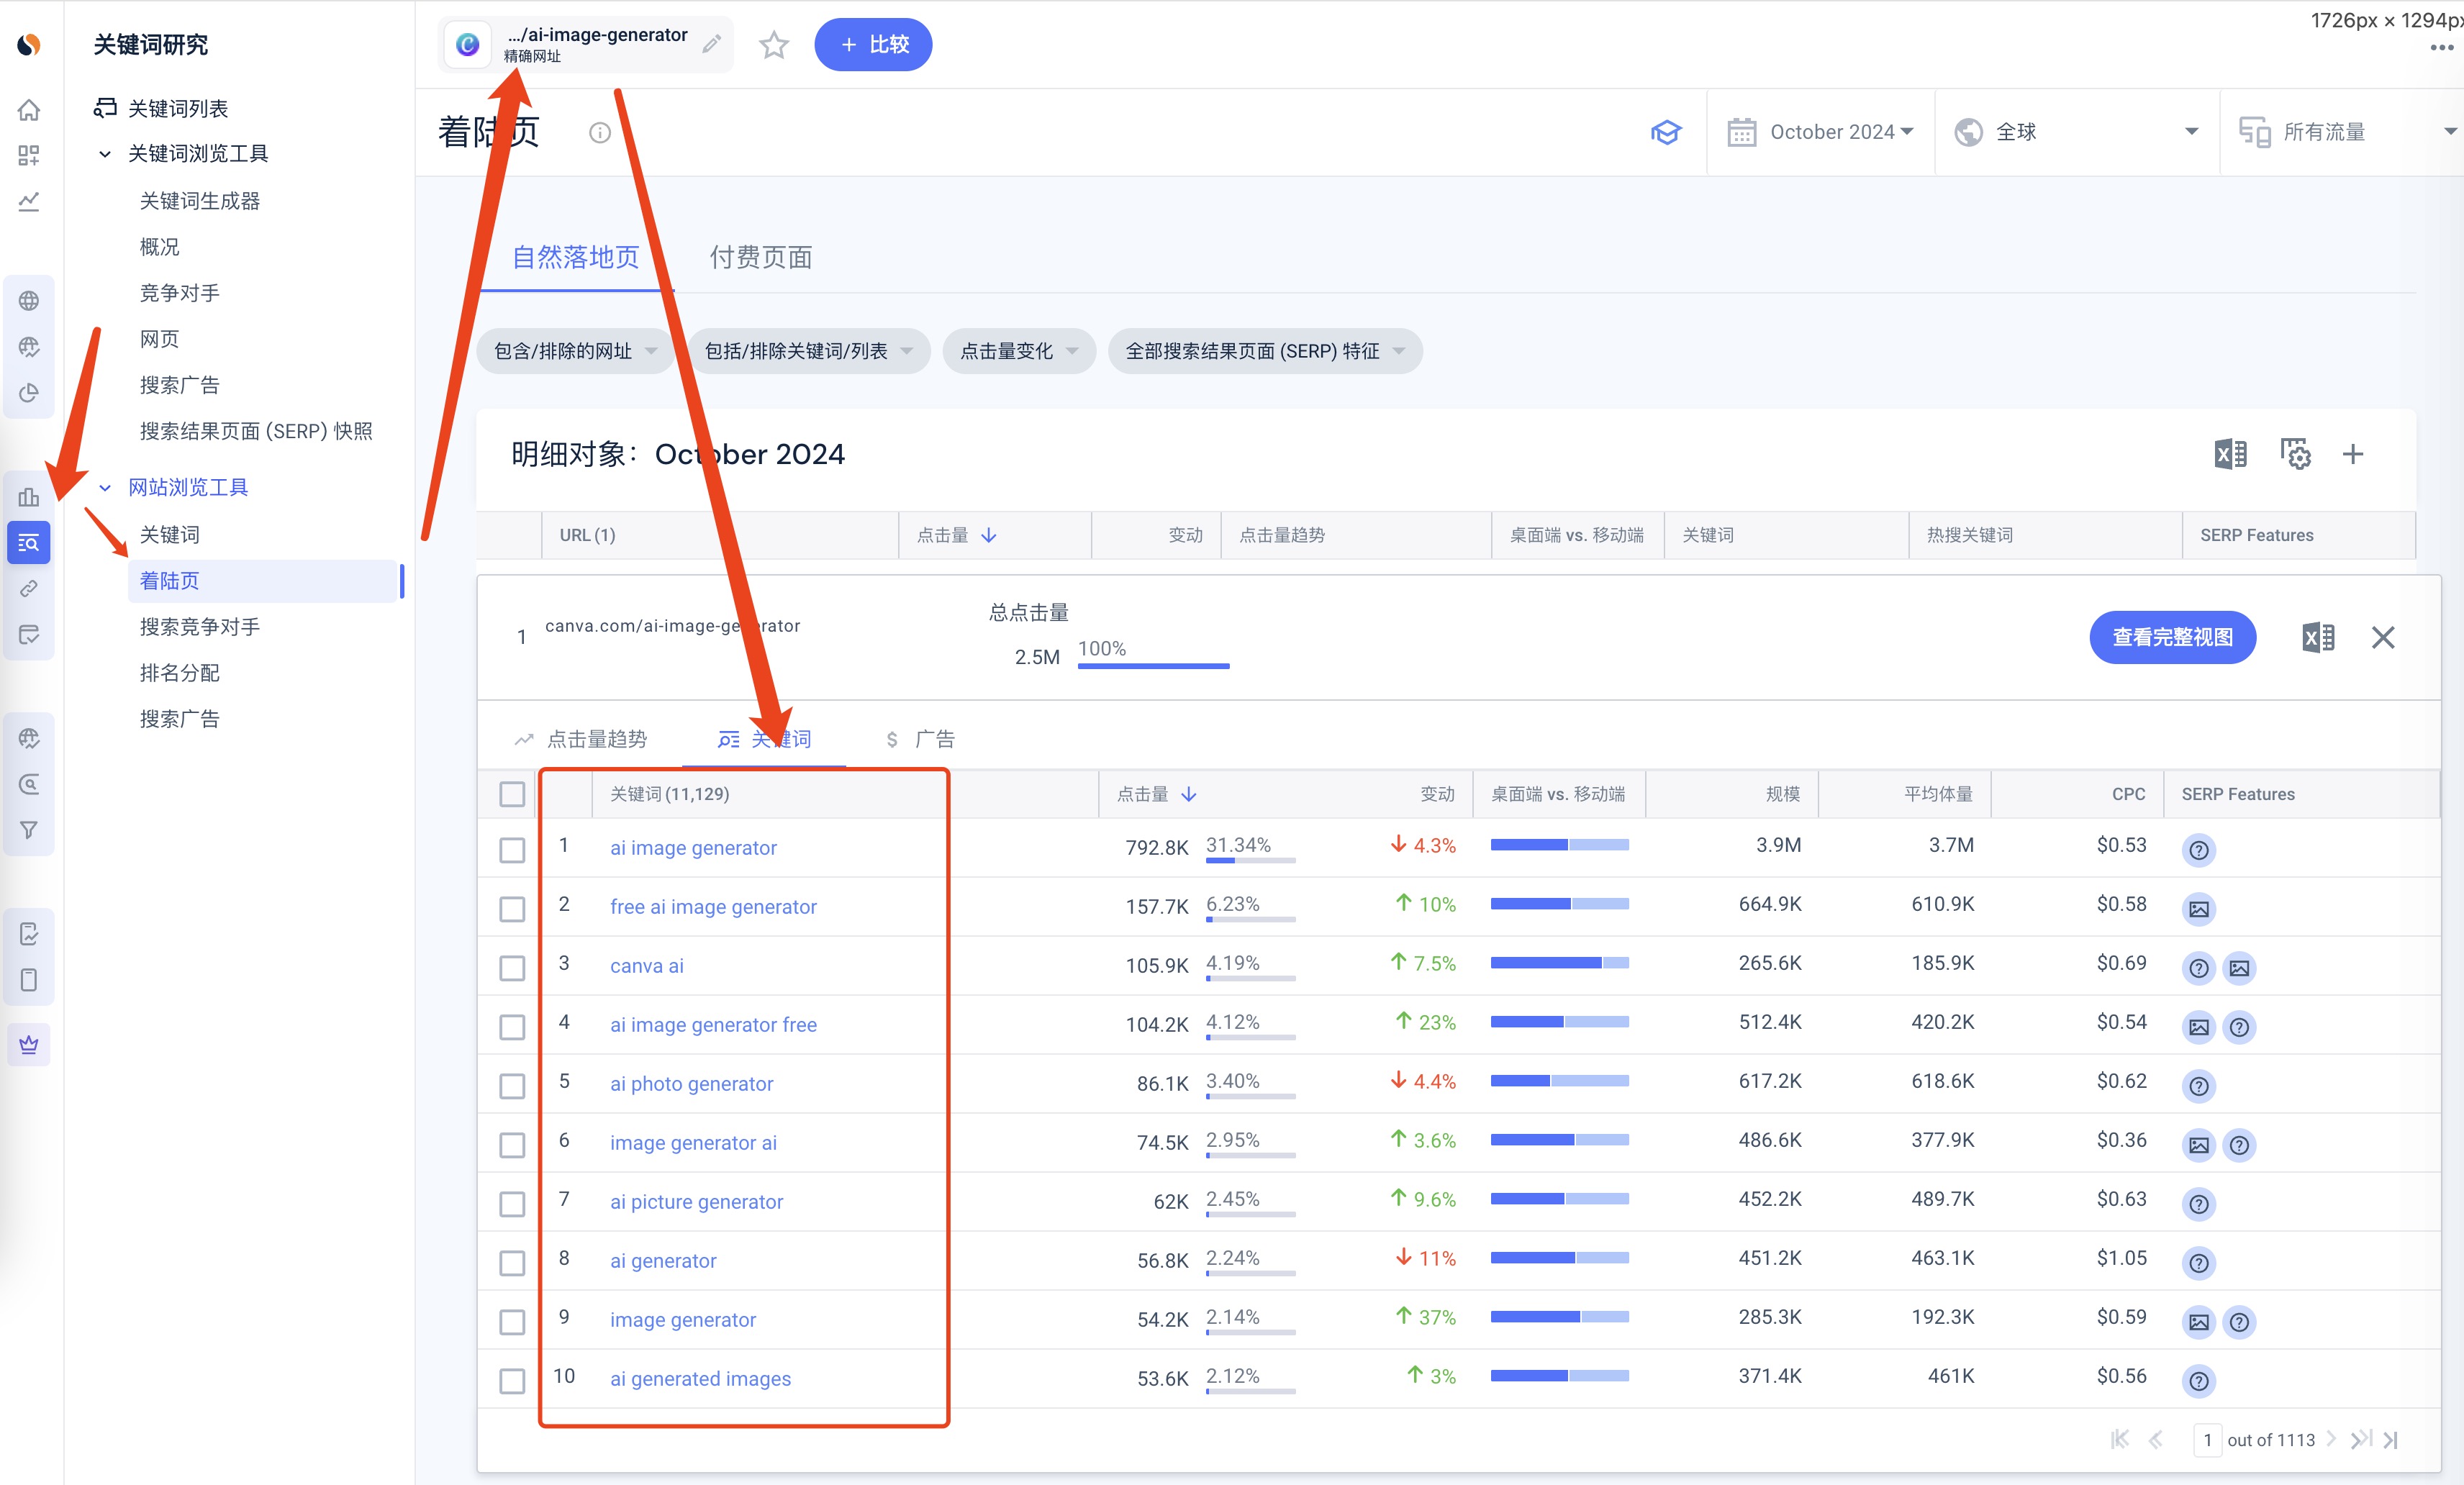 1726px × 1294px
关键词研究
.../ai-image-generator
精确网址
+ 比较
关键词列表
关键词浏览工具
关键词生成器
概况
竞争对手
网页
搜索广告
搜索结果页面 (SERP) 快照
网站浏览工具
关键词
着陆页
搜索竞争对手
排名分配
搜索广告
着陆页
October 2024
全球
所有流量
自然落地页
付费页面
包含/排除的网址
包括/排除关键词/列表
点击量变化
全部搜索结果页面 (SERP) 特征
明细对象： October 2024
URL (1) 点击量 变动 点击量趋势 桌面端 vs. 移动端 关键词 热搜关键词 SERP Features
1 canva.com/ai-image-generator
总点击量
2.5M 100%
查看完整视图
点击量趋势 关键词 $ 广告
关键词 (11,129) 点击量 变动 桌面端 vs. 移动端 规模 平均体量 CPC SERP Features
1 ai image generator 792.8K 31.34% 4.3% 3.9M 3.7M $0.53
2 free ai image generator 157.7K 6.23% 10% 664.9K 610.9K $0.58
3 canva ai 105.9K 4.19% 7.5% 265.6K 185.9K $0.69
4 ai image generator free 104.2K 4.12% 23% 512.4K 420.2K $0.54
5 ai photo generator 86.1K 3.40% 4.4% 617.2K 618.6K $0.62
6 image generator ai 74.5K 2.95% 3.6% 486.6K 377.9K $0.36
7 ai picture generator 62K 2.45% 9.6% 452.2K 489.7K $0.63
8 ai generator 56.8K 2.24% 11% 451.2K 463.1K $1.05
9 image generator 54.2K 2.14% 37% 285.3K 192.3K $0.59
10 ai generated images 53.6K 2.12% 3% 371.4K 461K $0.56
1 out of 1113